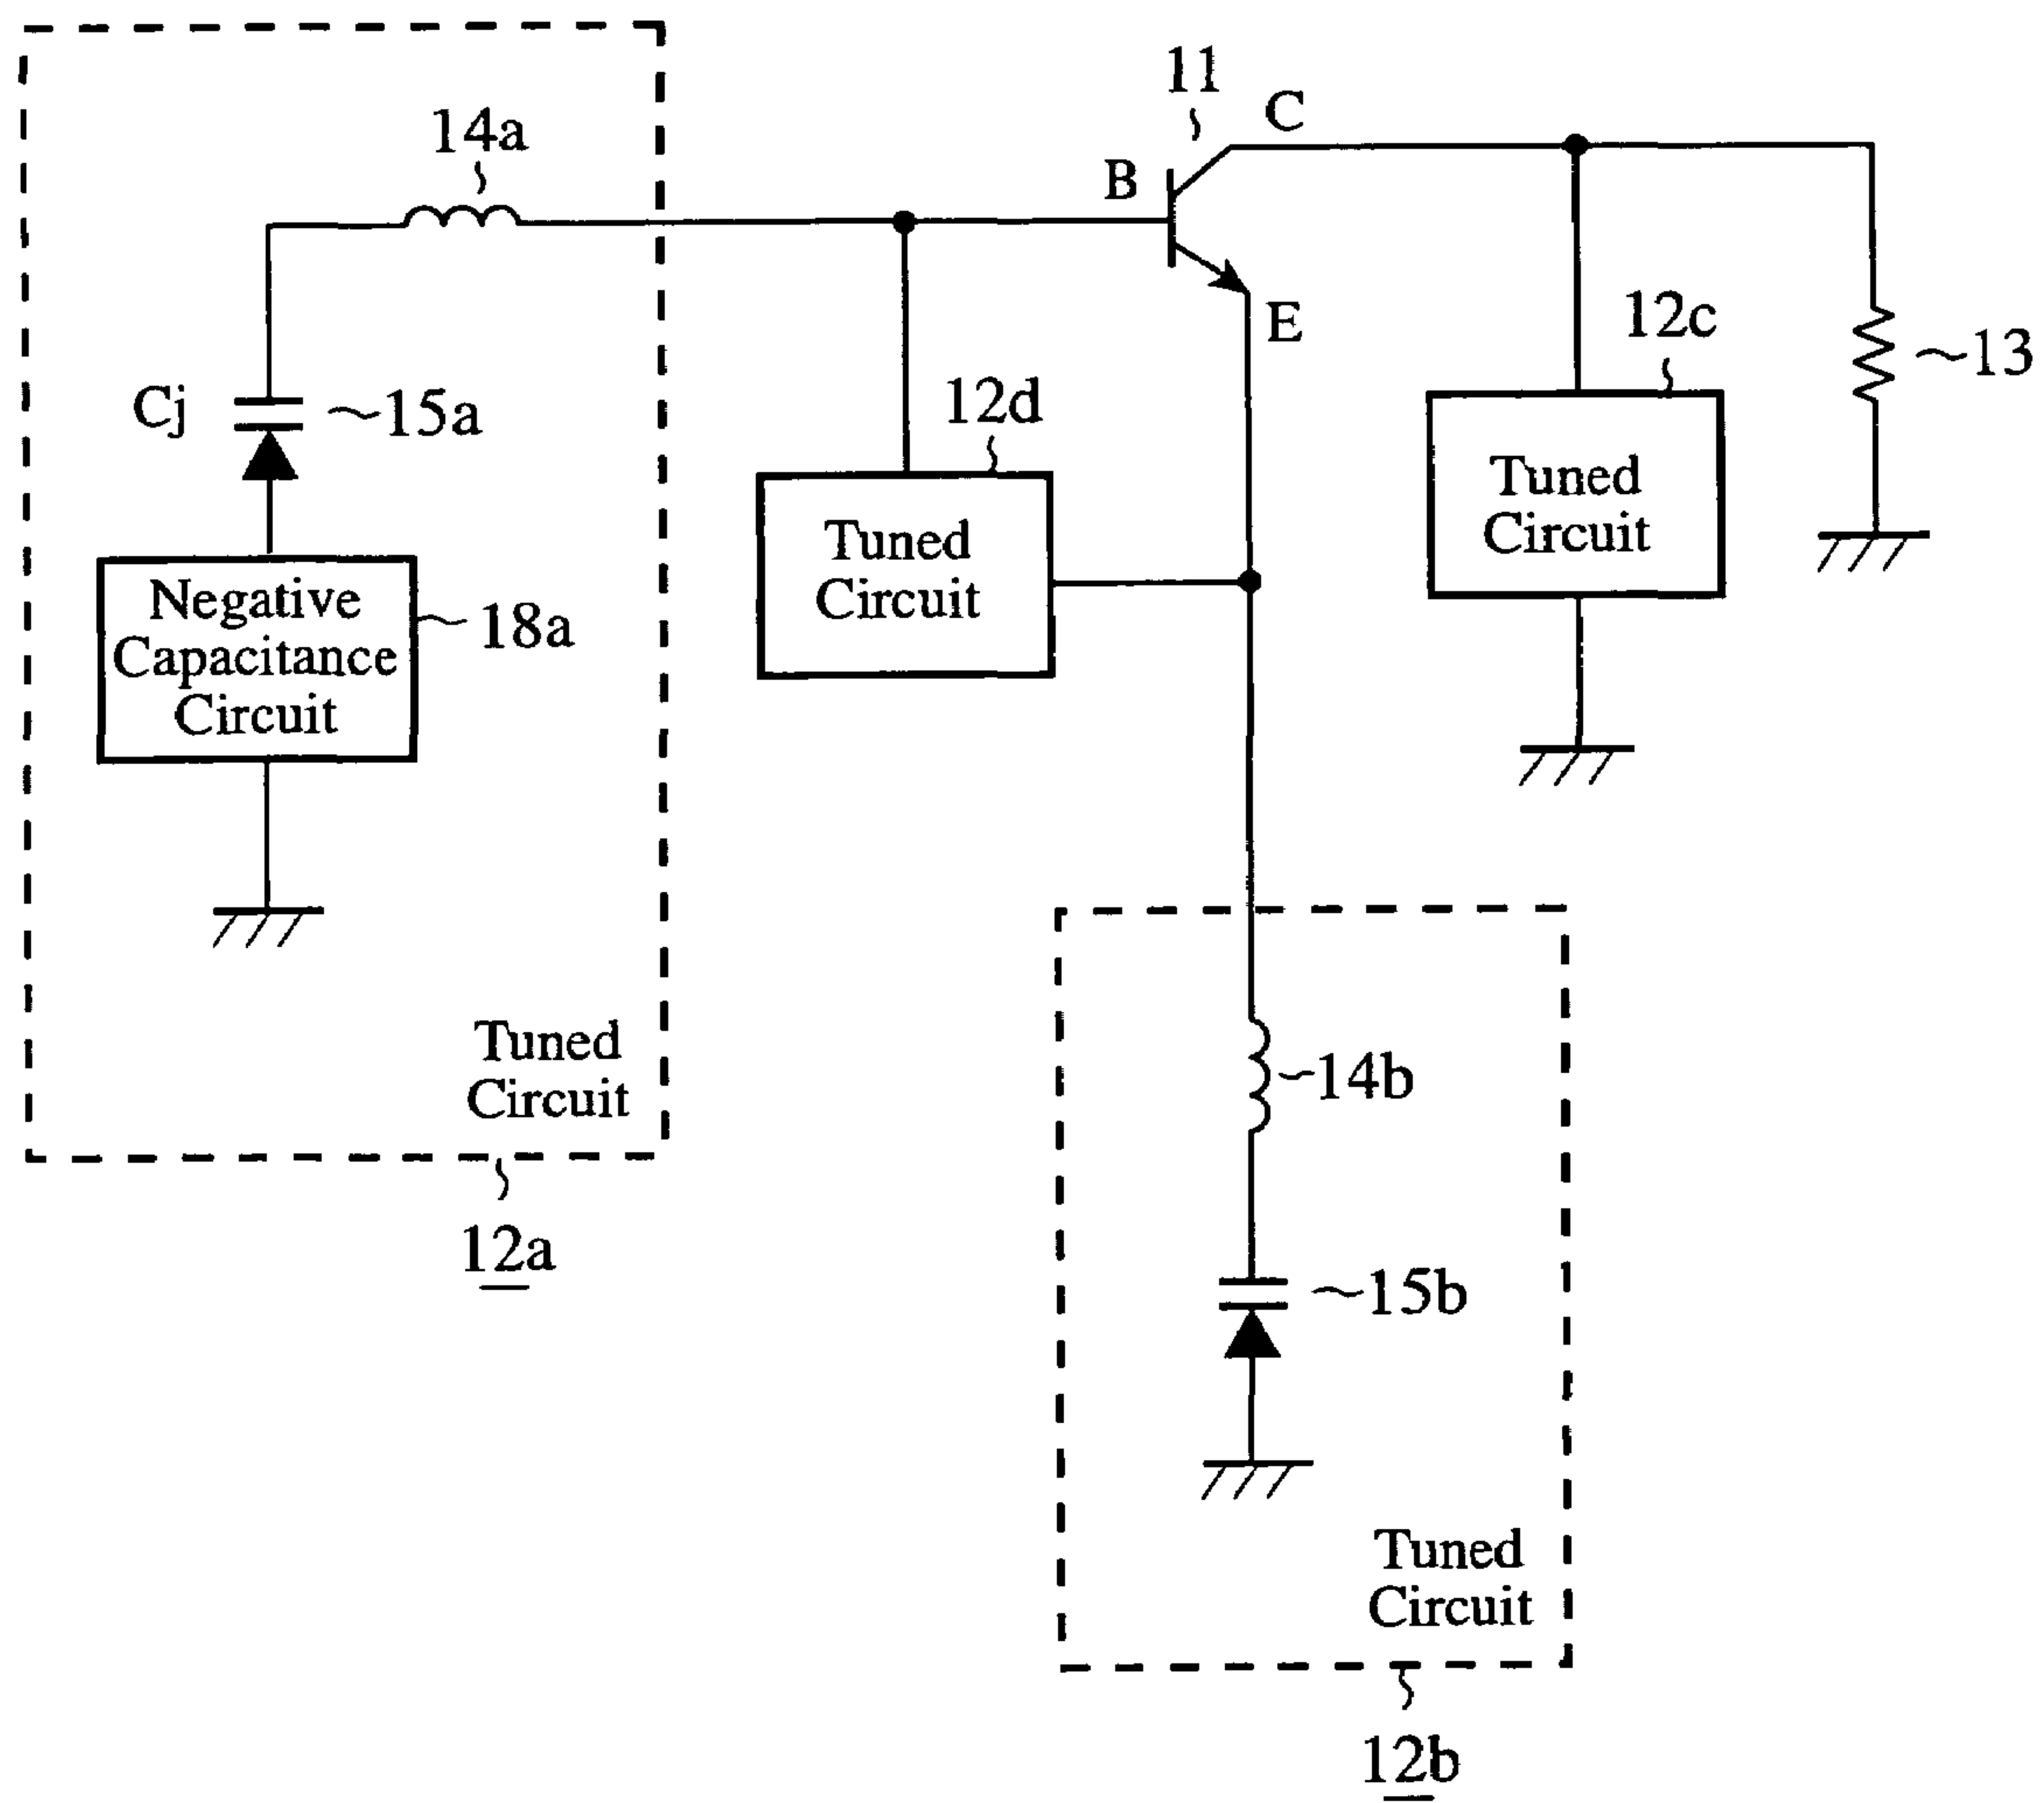 11
C
14a
B
E
12c
13
Cj
15a
12d
Tuned
Circuit
Tuned
Circuit
Negative
Capacitance
Circuit
18a
Tuned
Circuit
14b
12a
15b
Tuned
Circuit
12b